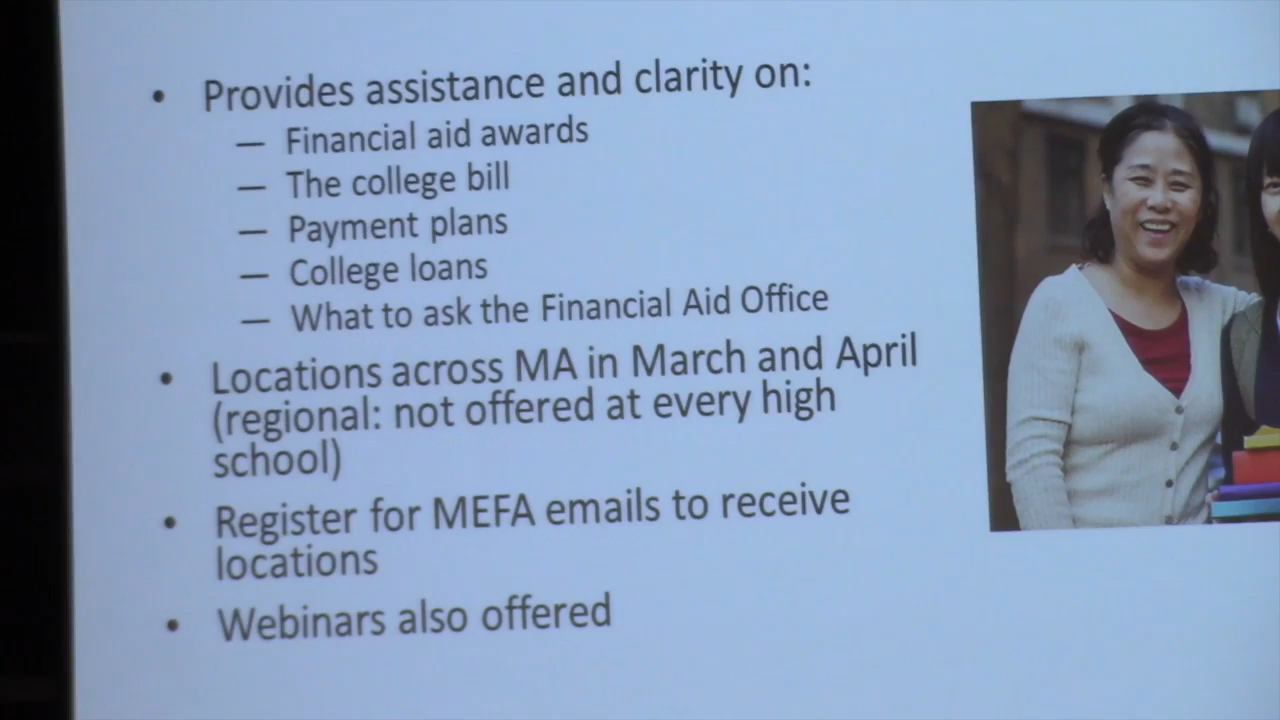 • Provides assistance and clarity on:
— Financial aid awards
— The college bill
— Payment plans
— College loans
— What to ask the Financial Aid Office
• Locations across MA in March and April
(regional: not offered at every high
school)
• Register for MEFA emails to receive
locations
• Webinars also offered